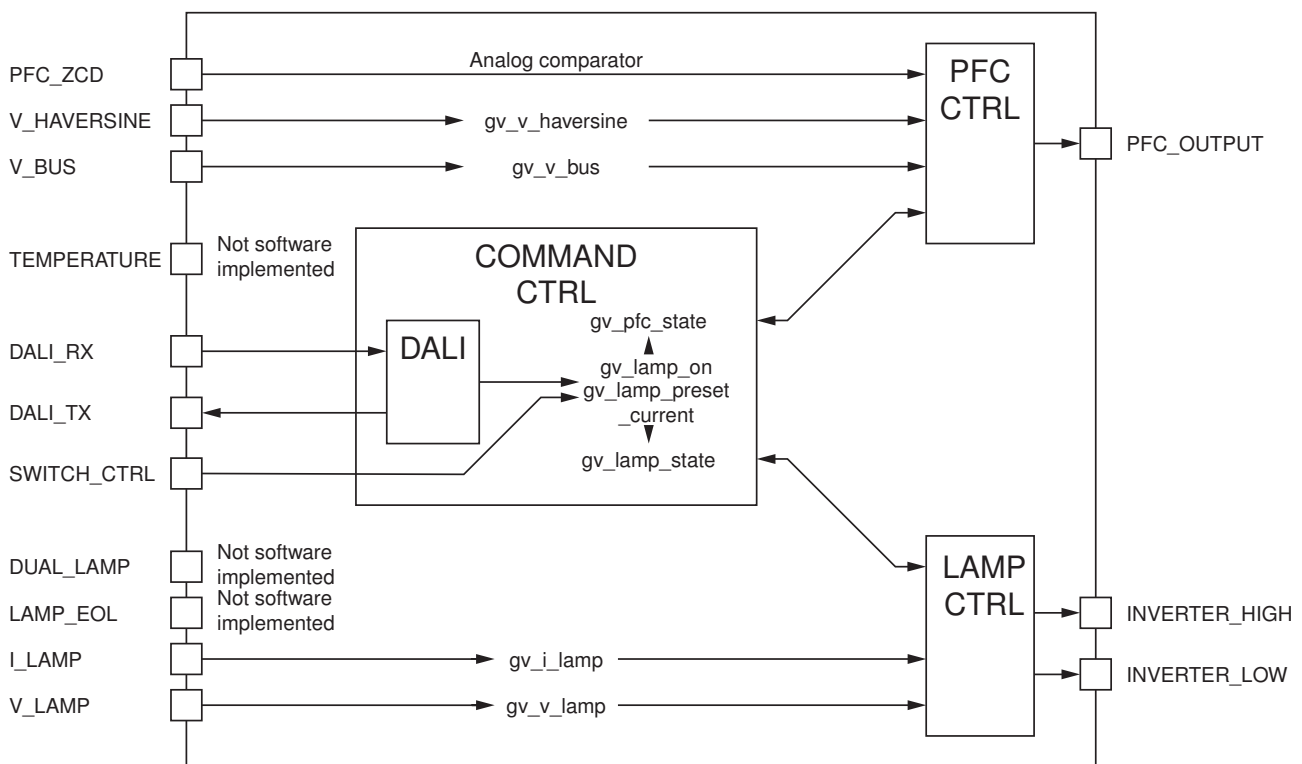 PFC_ZCD
Analog comparator
PFC
CTRL
V_HAVERSINE
gv_v_haversine
PFC_OUTPUT
V_BUS
gv_v_bus
TEMPERATURE
Not software
implemented
COMMAND
CTRL
gv_pfc_state
DALI_RX
DALI
gv_lamp_on
gv_lamp_preset
_current
DALI_TX
gv_lamp_state
SWITCH_CTRL
DUAL_LAMP
Not software
implemented
LAMP_EOL
Not software
implemented
LAMP
CTRL
INVERTER_HIGH
I_LAMP
gv_i_lamp
INVERTER_LOW
V_LAMP
gv_v_lamp